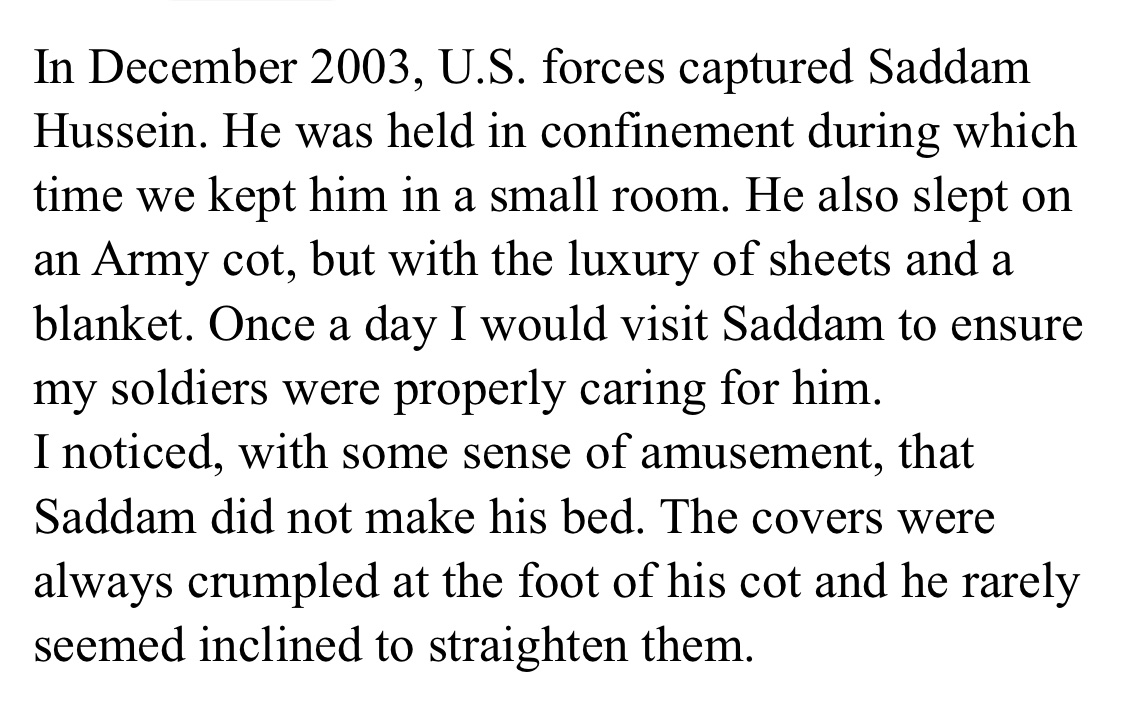 In December 2003, U.S. forces captured Saddam
Hussein. He was held in confinement during which
time we kept him in a small room. He also slept on
an Army cot, but with the luxury of sheets and a
blanket. Once a day I would visit Saddam to ensure
my soldiers were properly caring for him.
I noticed, with some sense of amusement, that
Saddam did not make his bed. The covers were
always crumpled at the foot of his cot and he rarely
seemed inclined to straighten them.